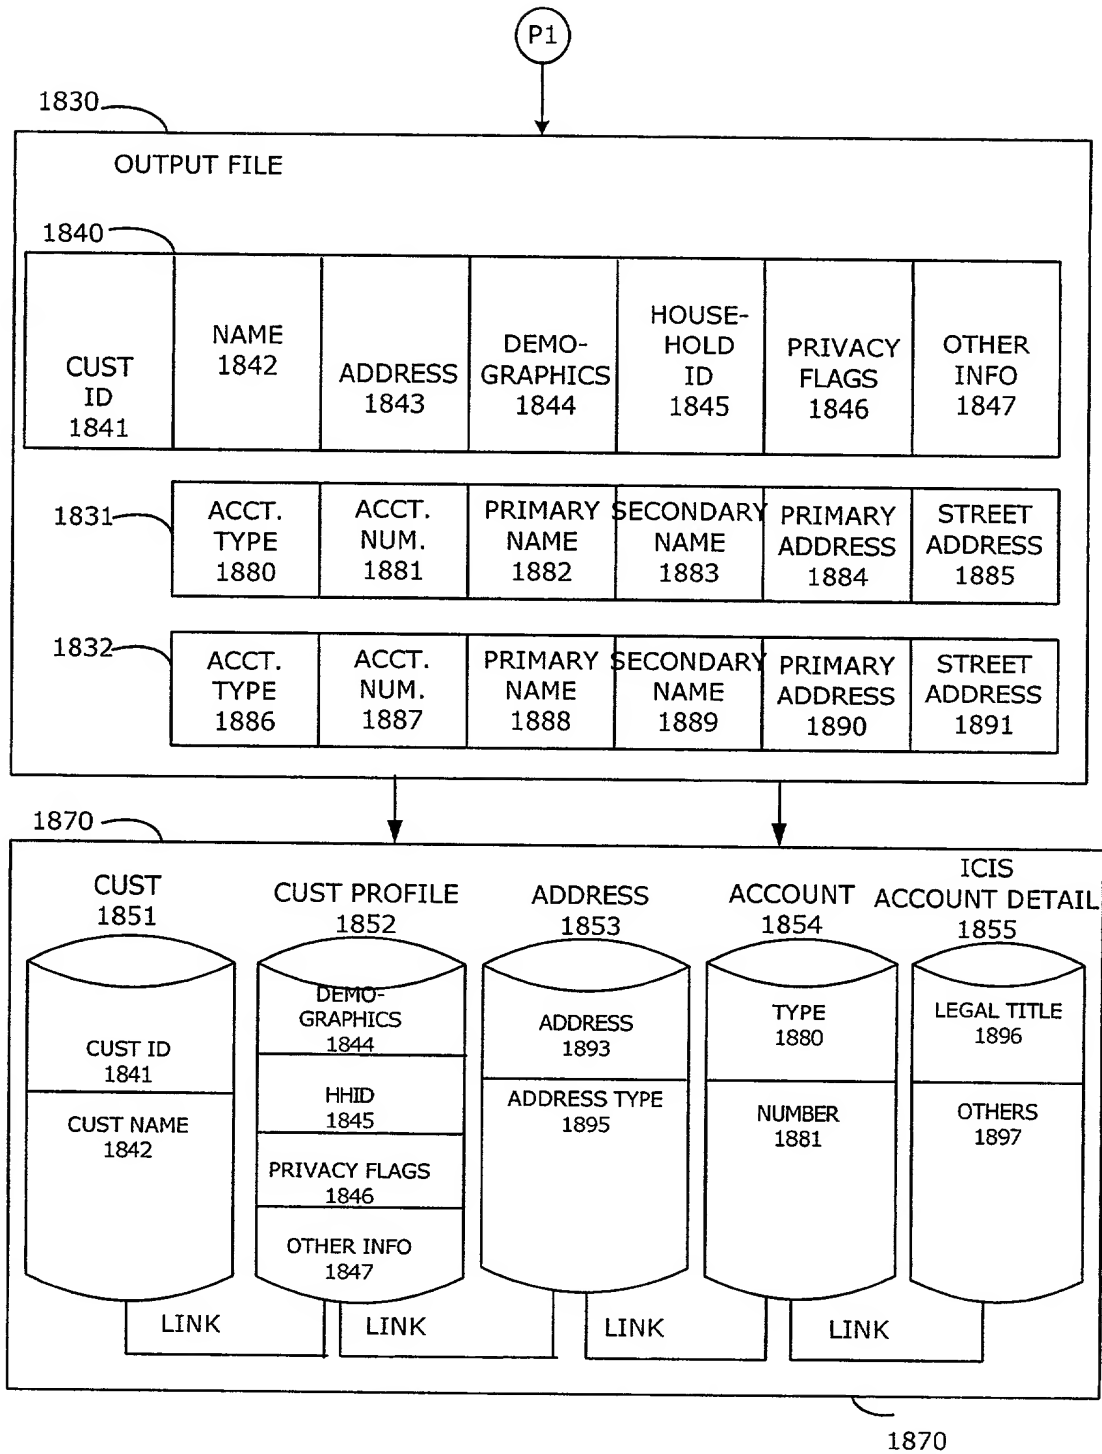 P1
1830
OUTPUT FILE
1840
CUST
ID
1841
NAME
1842
ADDRESS
1843
DEMO-
GRAPHICS
1844
HOUSE-
HOLD
ID
1845
PRIVACY
FLAGS
1846
OTHER
INFO
1847
1831
ACCT.
TYPE
1880
ACCT.
NUM.
1881
PRIMARY
NAME
1882
SECONDARY
NAME
1883
PRIMARY
ADDRESS
1884
STREET
ADDRESS
1885
1832
ACCT.
TYPE
1886
ACCT.
NUM.
1887
PRIMARY
NAME
1888
SECONDARY
NAME
1889
PRIMARY
ADDRESS
1890
STREET
ADDRESS
1891
1870
CUST
1851
CUST ID
1841
CUST NAME
1842
CUST PROFILE
1852
DEMO-
GRAPHICS
1844
HHID
1845
PRIVACY FLAGS
1846
OTHER INFO
1847
ADDRESS
1853
ADDRESS
1893
ADDRESS TYPE
1895
ACCOUNT
1854
TYPE
1880
NUMBER
1881
ICIS
ACCOUNT DETAIL
1855
LEGAL TITLE
1896
OTHERS
1897
LINK
LINK
LINK
LINK
1870